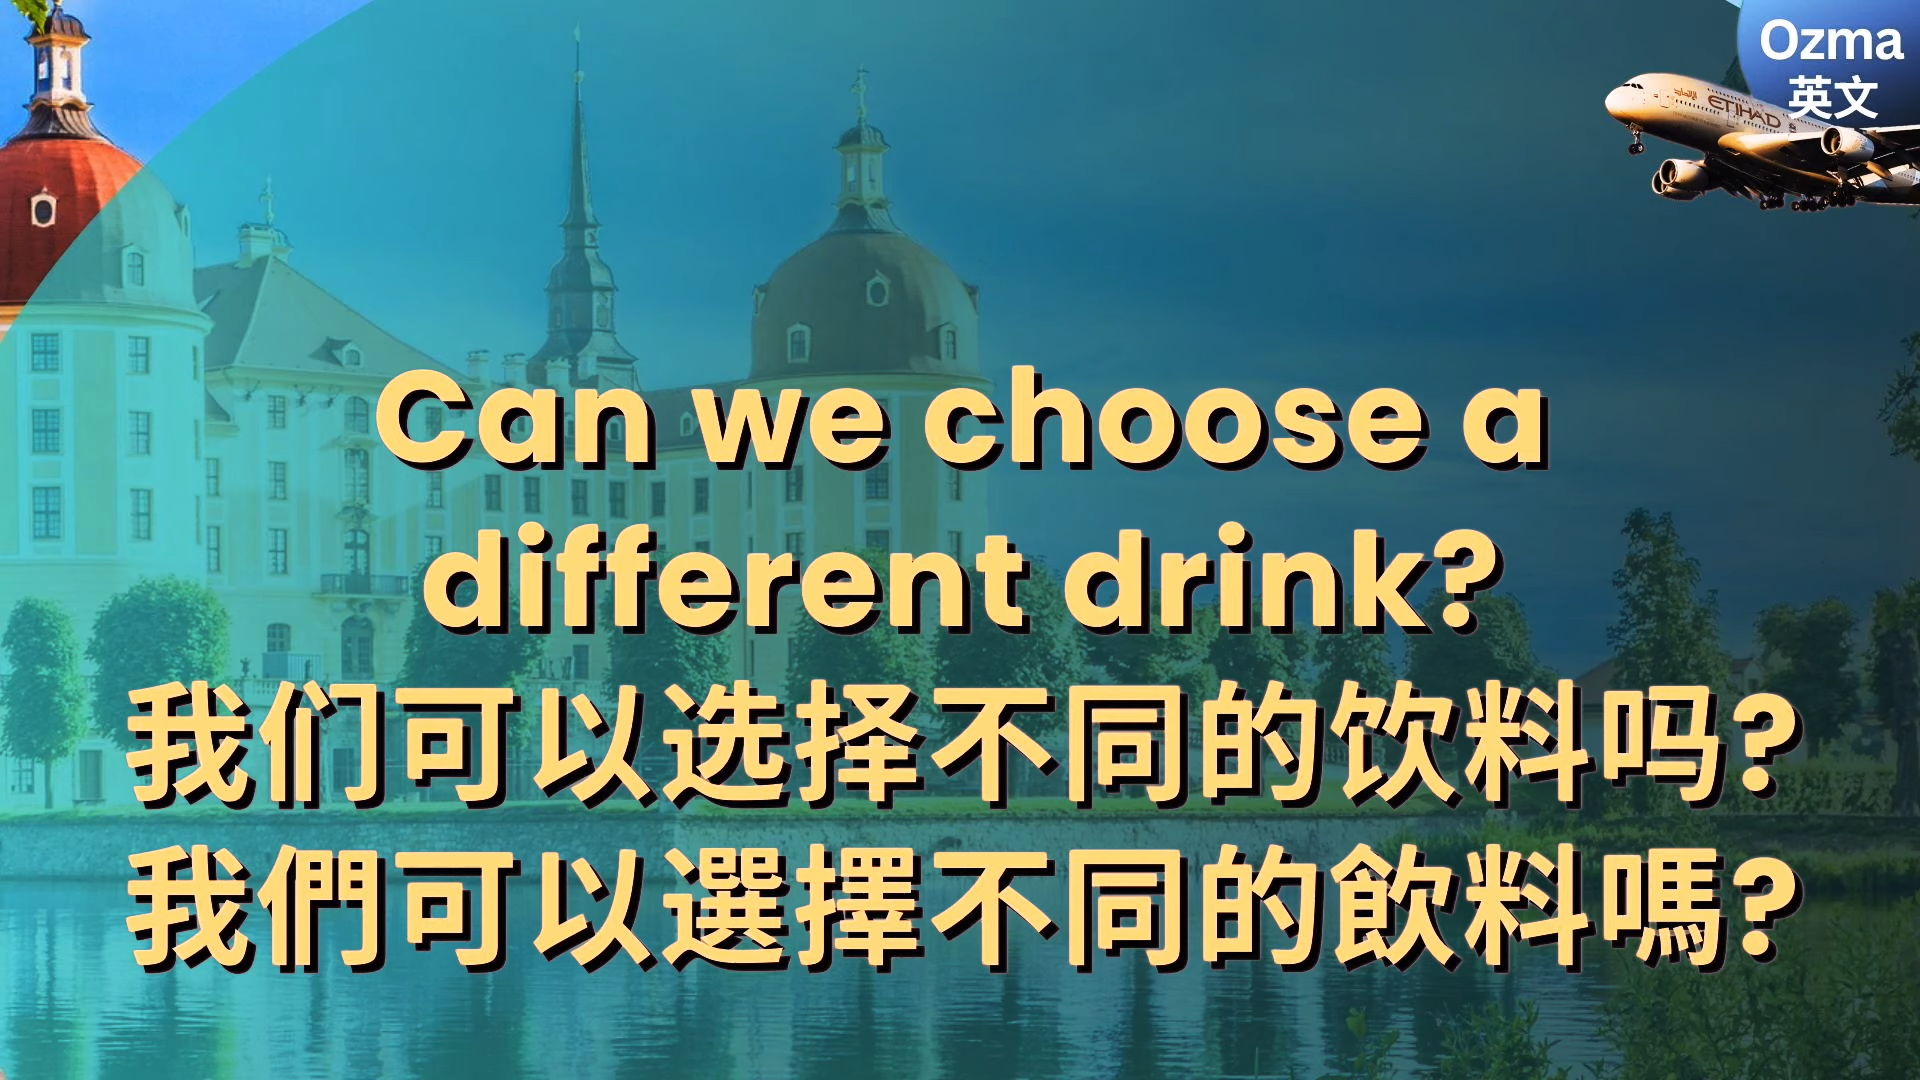 Ozma
英文
ETIHAD
Can we choose a
different drink?
我们可以选择不同的饮料吗?
我們可以選擇不同的飲料嗎?